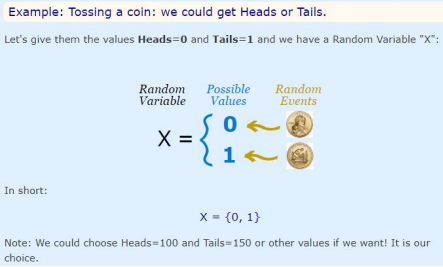 Example: Tossing a coin: we could get Heads or Tails.
Let's give them the values Heads=0 and Tails=1 and we have a Random Variable "X":
Random Possible Random
Variable Values Events
X = { 0
1
In short:
X = {0, 1}
Note: We could choose Heads=100 and Tails=150 or other values if we want! It is our
choice.